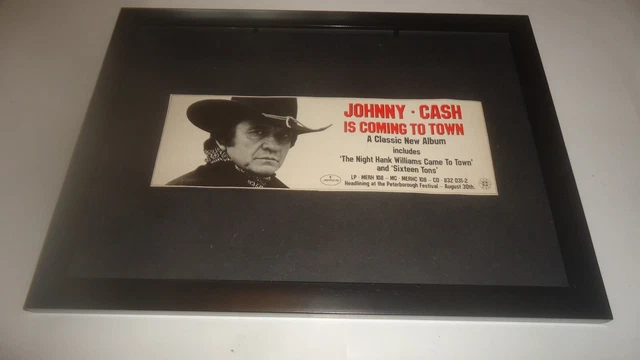 JOHNNY · CASH
IS COMING TO TOWN
A Classic New Album
includes
'The Night Hank Williams Came To Town'
and 'Sixteen Tons'
LP · MERH 108 – MC · MERHC 108 – CD · 832 031-2
Headlining at the Peterborough Festival – August 30th.